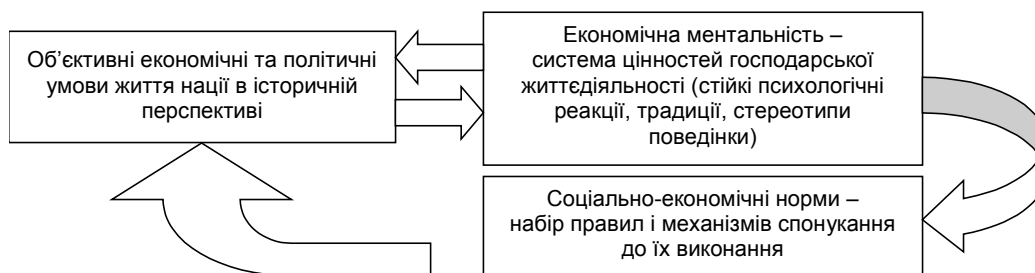 Об’єктивні економічні та політичні
умови життя нації в історичній
перспективі
Економічна ментальність –
система цінностей господарської
життєдіяльності (стійкі психологічні
реакції, традиції, стереотипи
поведінки)
Соціально-економічні норми –
набір правил і механізмів спонукання
до їх виконання